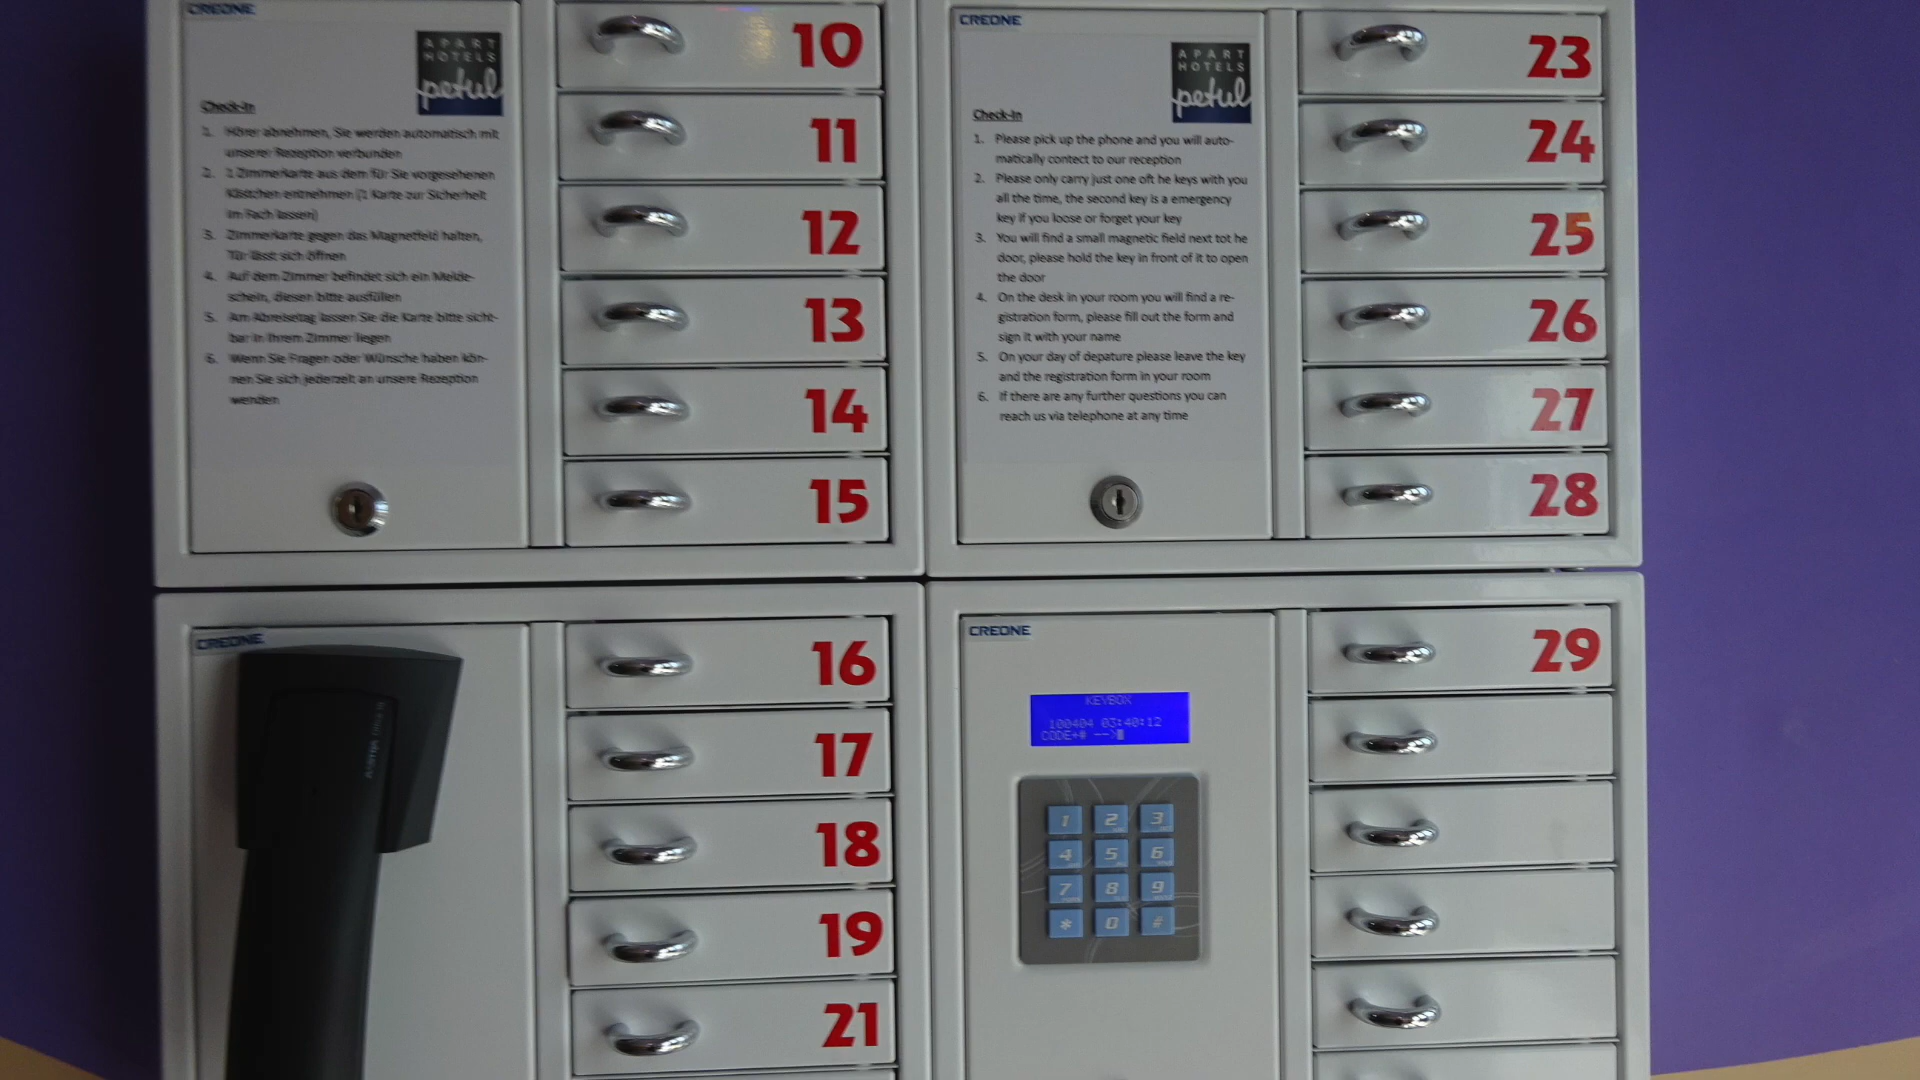 CREONE
APART
HOTELS
petul
Check-In
1. Hörer abnehmen, Sie werden automatisch mit
unserer Rezeption verbunden
2. 1 Zimmerkarte aus dem für Sie vorgesehenen
Kästchen entnehmen (1 Karte zur Sicherheit
im Fach lassen)
3. Zimmerkarte gegen das Magnetfeld halten,
Tür lässt sich öffnen
4. Auf dem Zimmer befindet sich ein Melde-
schein, diesen bitte ausfüllen
5. Am Abreisetag lassen Sie die Karte bitte sicht-
bar in Ihrem Zimmer liegen
6. Wenn Sie Fragen oder Wünsche haben kön-
nen Sie sich jederzeit an unsere Rezeption
wenden
10
11
12
13
14
15
CREONE
APART
HOTELS
petul
Check-In
1. Please pick up the phone and you will auto-
matically contect to our reception
2. Please only carry just one oft he keys with you
all the time, the second key is a emergency
key if you loose or forget your key
3. You will find a small magnetic field next tot he
door, please hold the key in front of it to open
the door
4. On the desk in your room you will find a re-
gistration form, please fill out the form and
sign it with your name
5. On your day of depature please leave the key
and the registration form in your room
6. If there are any further questions you can
reach us via telephone at any time
23
24
25
26
27
28
CREONE
16
17
18
19
21
CREONE
KEYBOX
100404 03:40:12
CODE+# -->
1 2 3
4 5 6
7 8 9
* 0 #
29